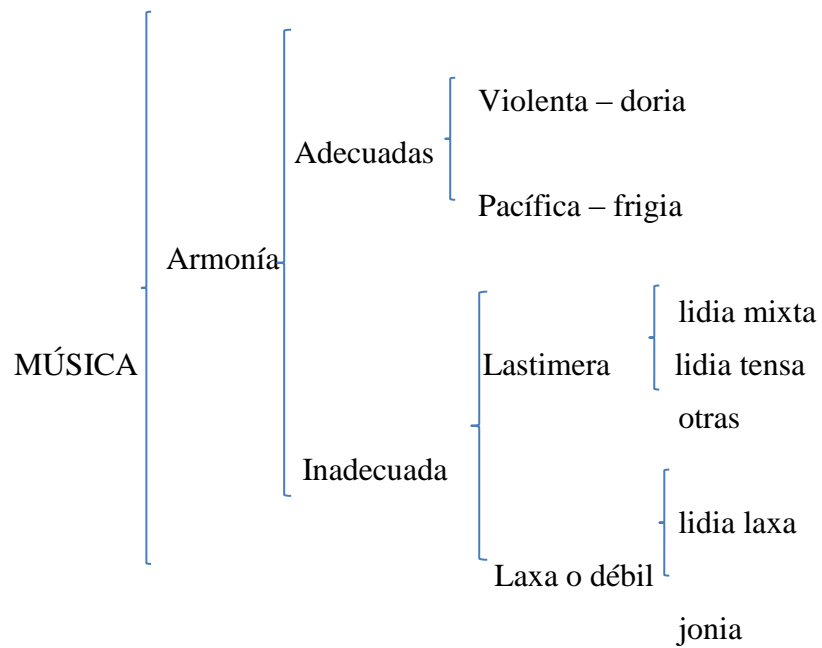 Violenta – doria
Adecuadas
Pacífica – frigia
Armonía
lidia mixta
MÚSICA
Lastimera
lidia tensa
otras
Inadecuada
lidia laxa
Laxa o débil
jonia